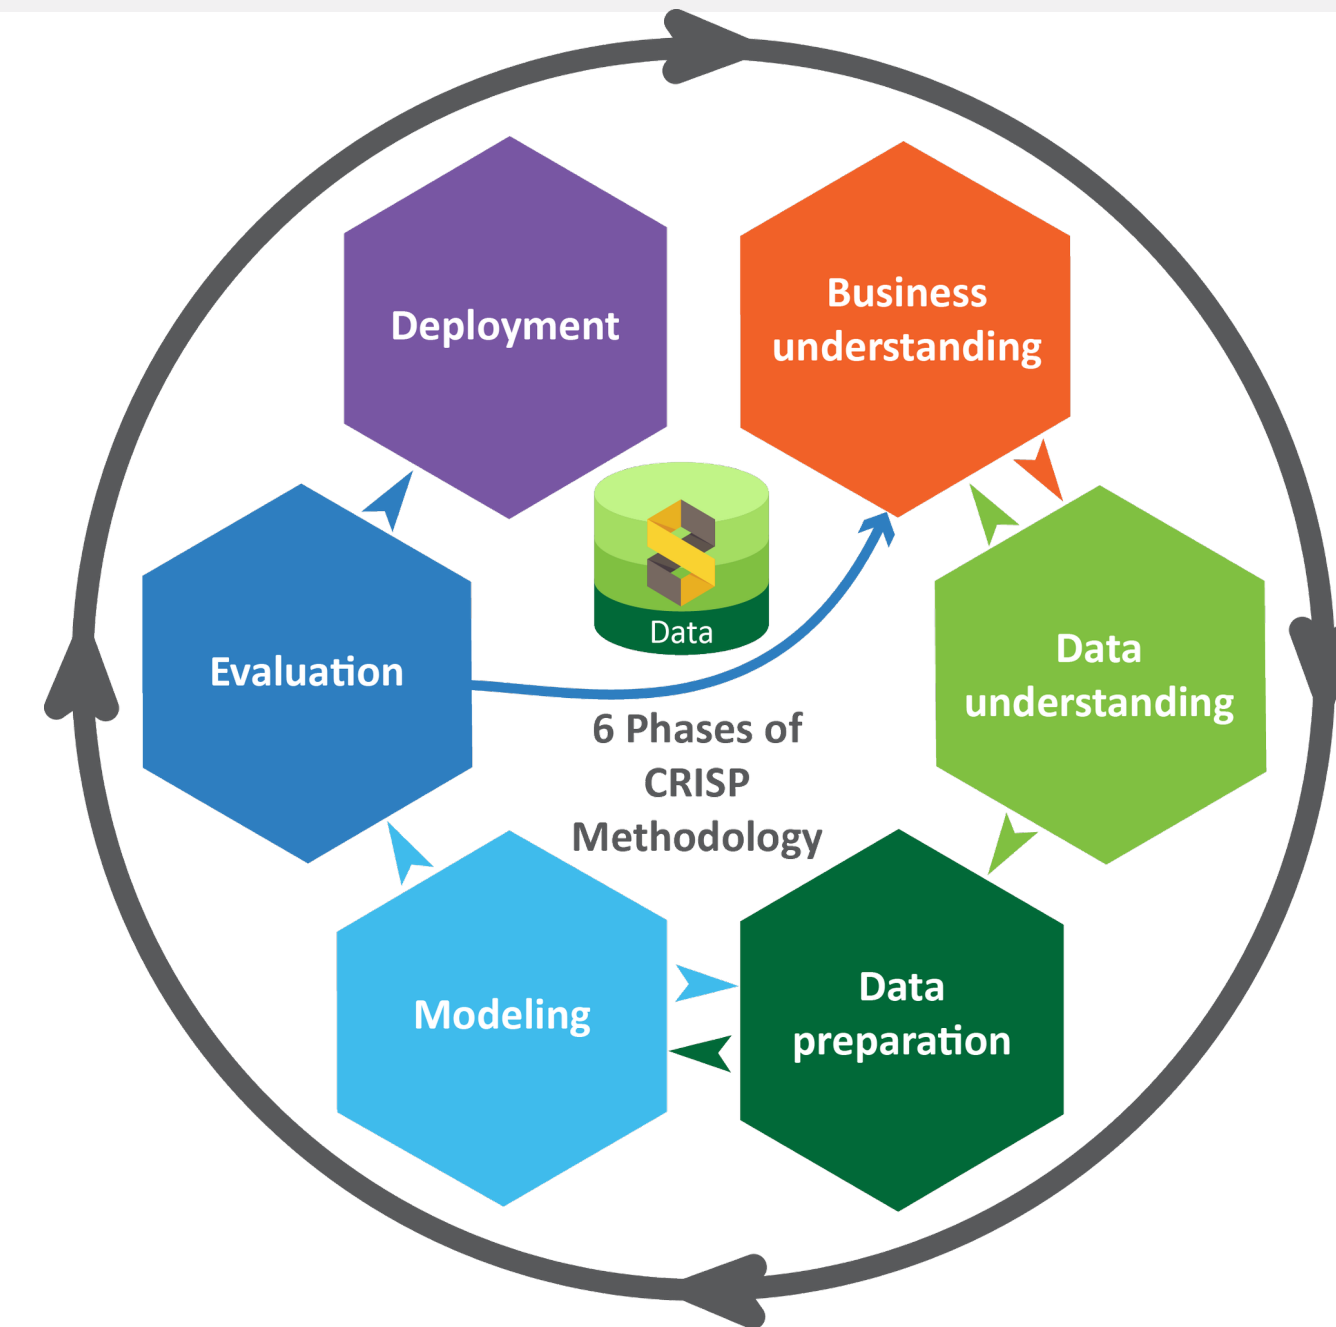 Deployment
Business
understanding
Data
Evaluation
Data
understanding
6 Phases of
CRISP
Methodology
Modeling
Data
preparation